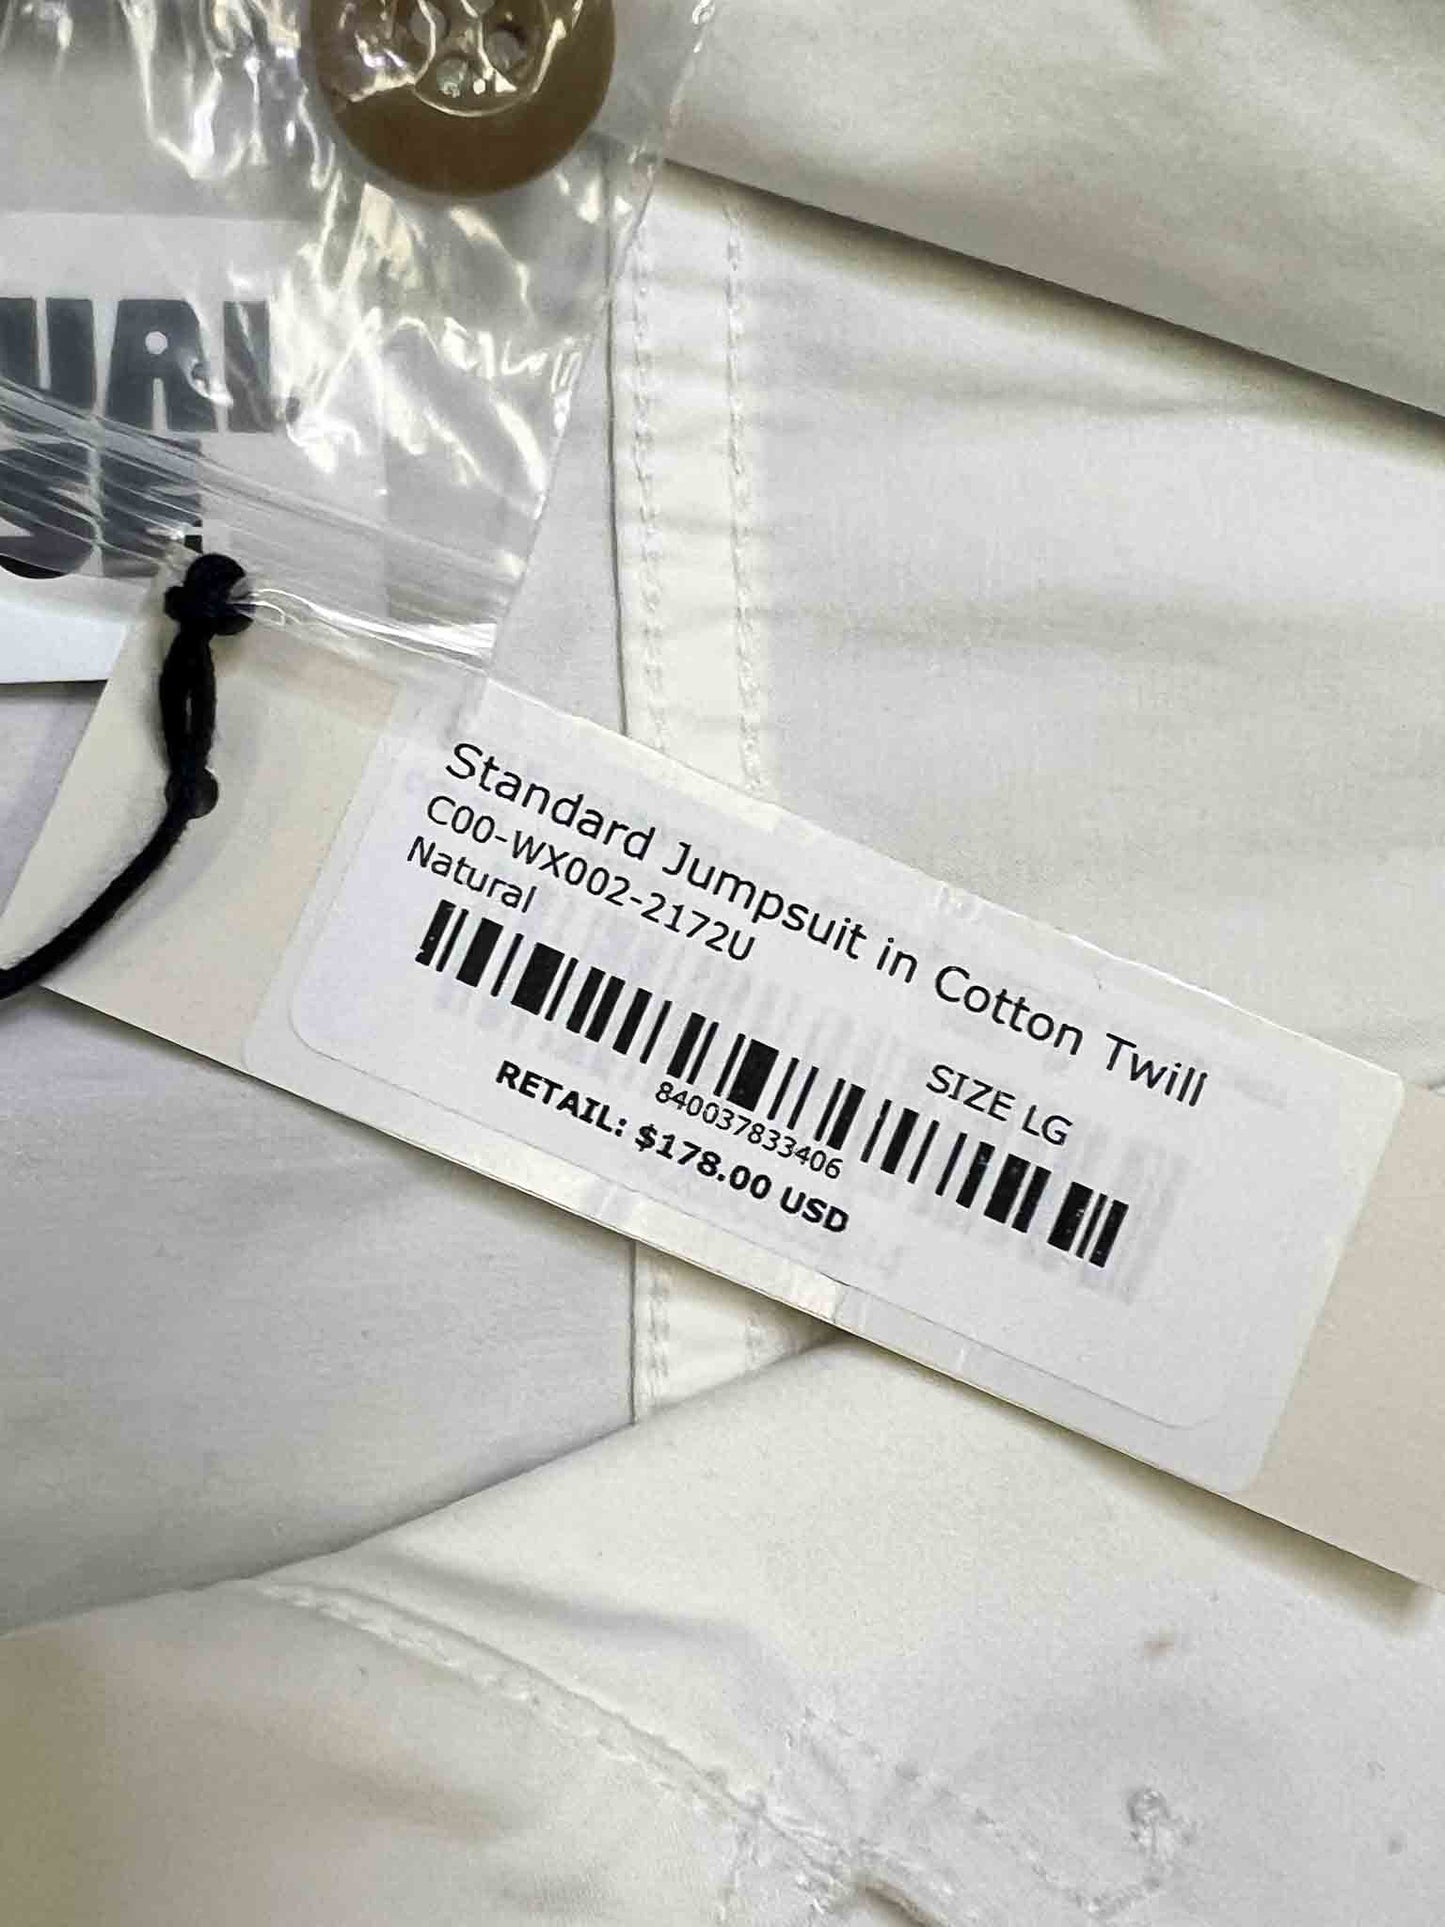 Standard Jumpsuit in Cotton Twill
C00-WX002-2172U
Natural
SIZE LG
840037833406
RETAIL: $178.00 USD